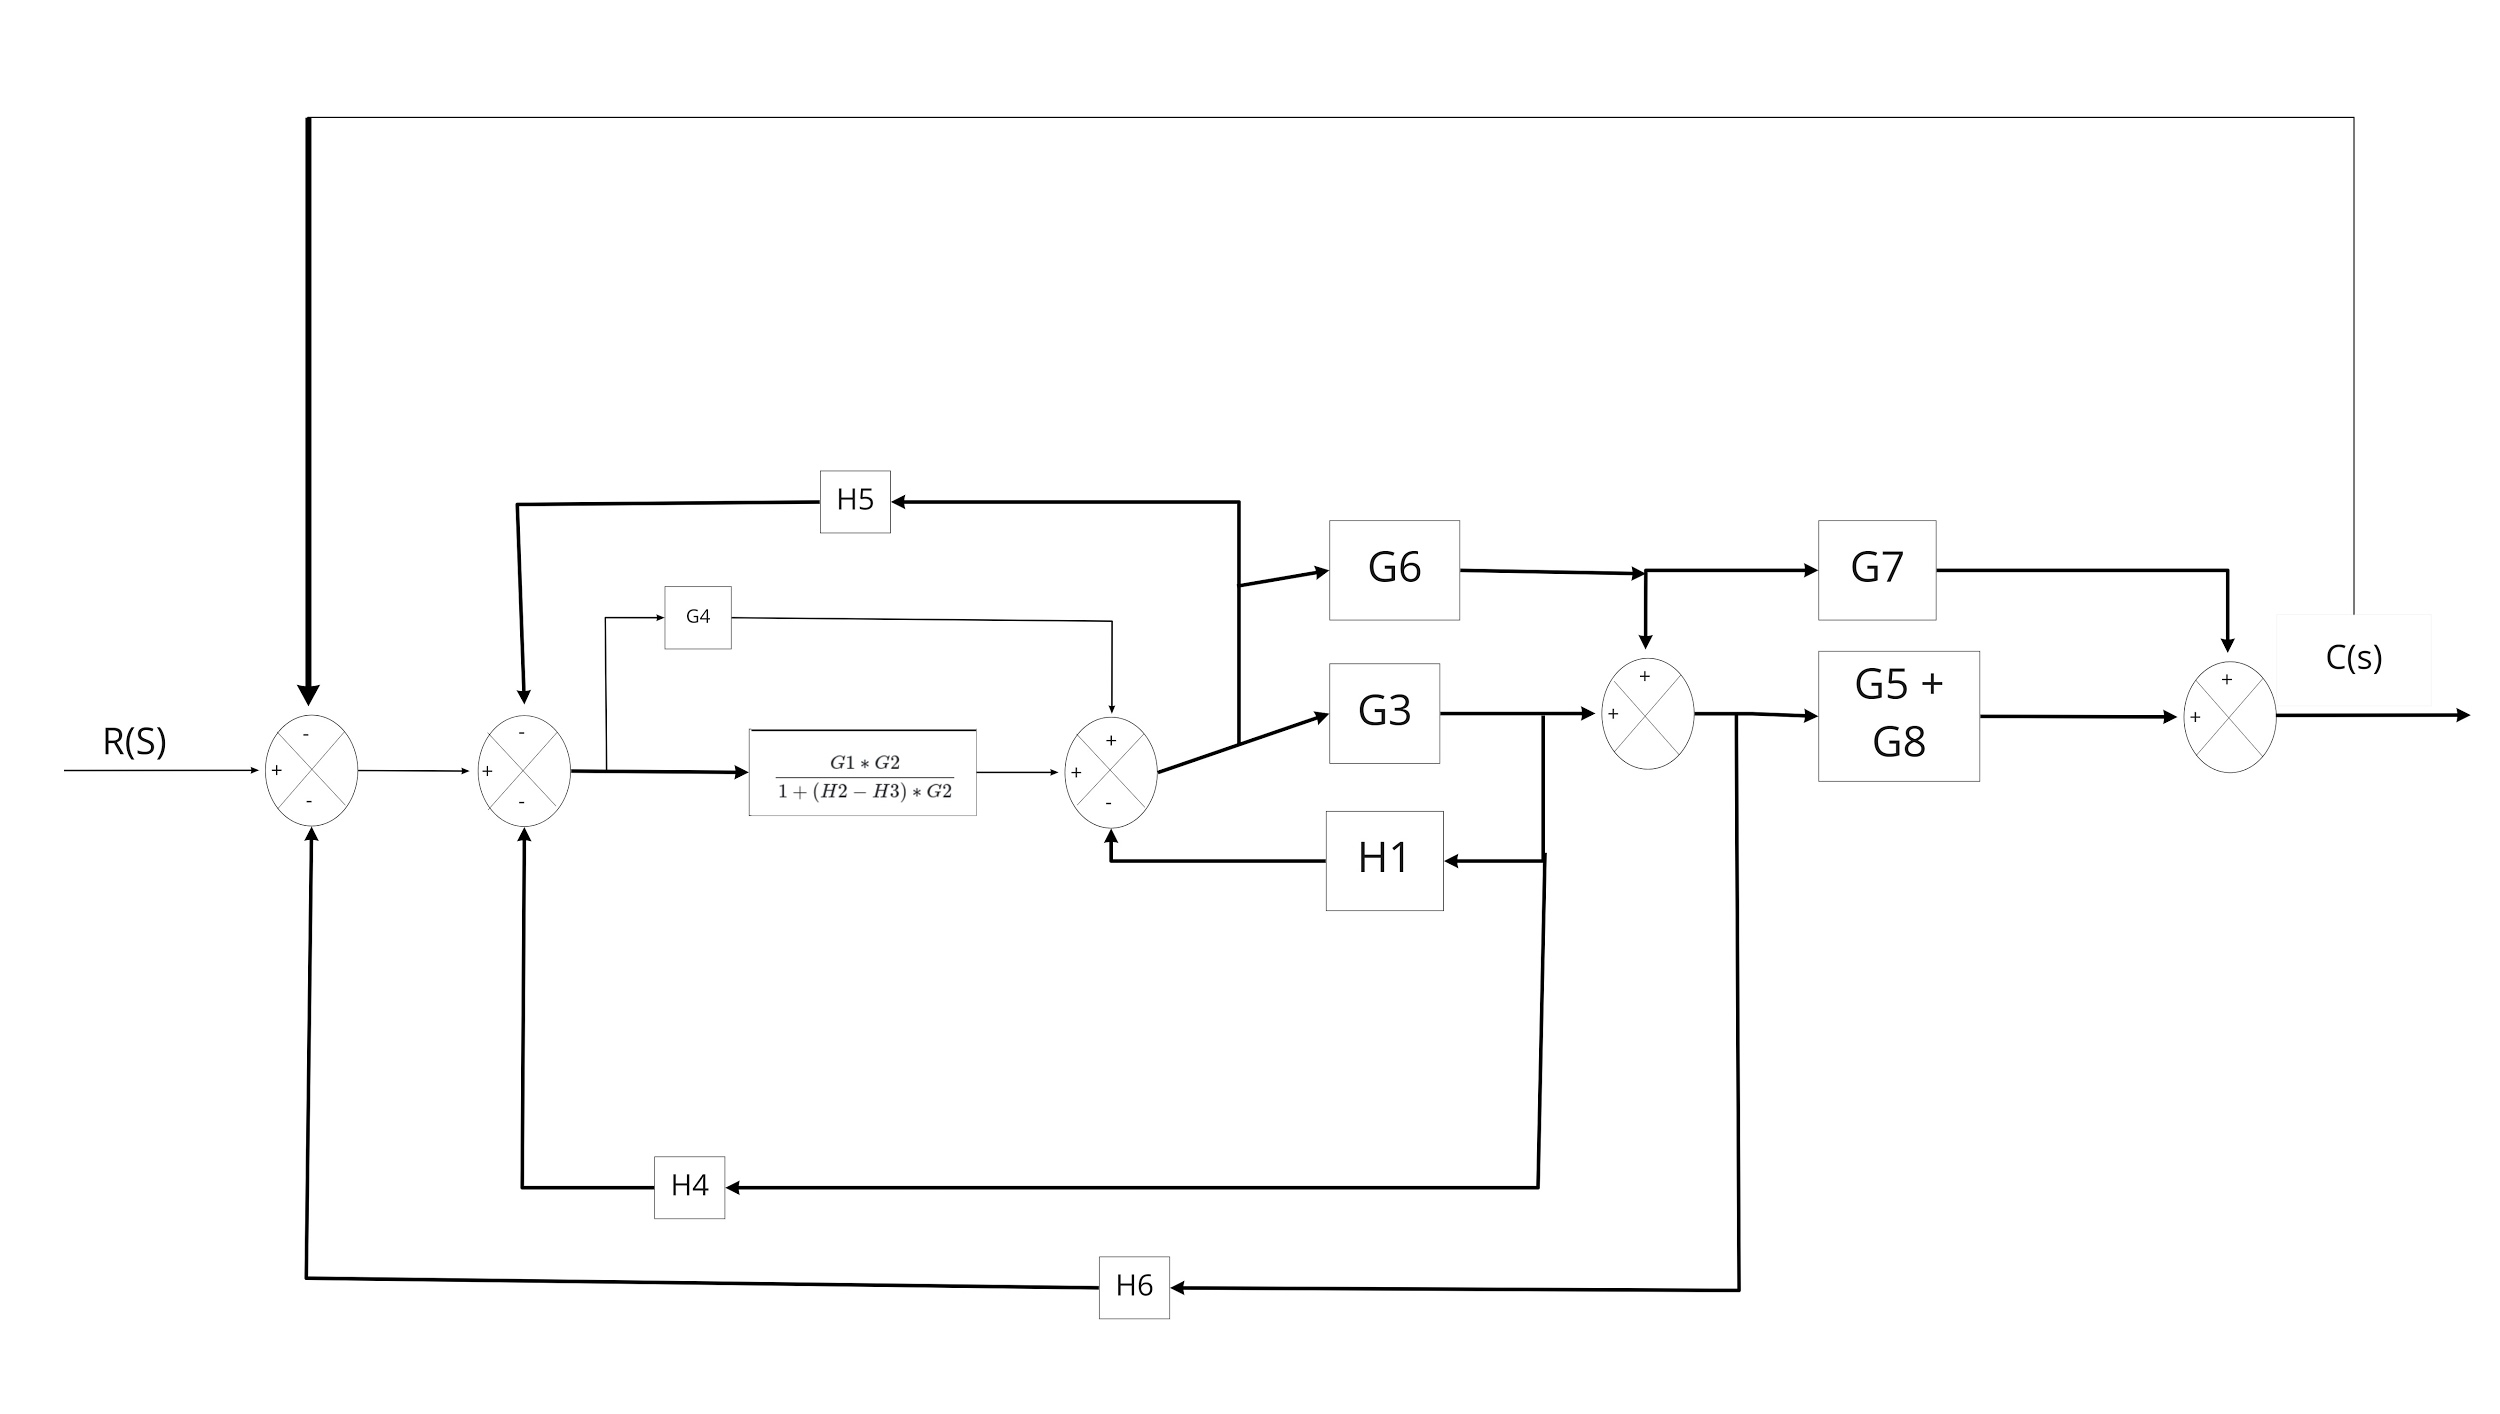 H5
G6
G7
G4
C(s)
G5 +
G8
G3
R(S)
-
-
+
+
+
+
+
+
+
+
-
-
-
G1 * G2
1 + (H2 − H3) * G2
H1
H4
H6